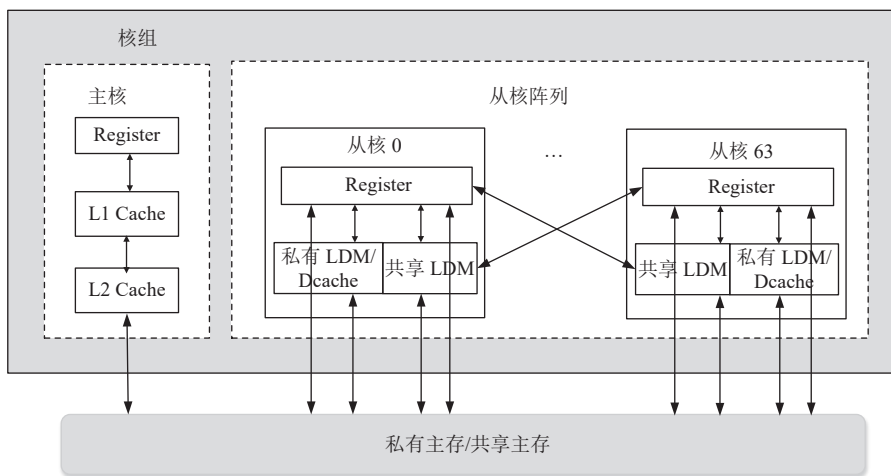 核组
主核
Register
L1 Cache
L2 Cache
从核阵列
从核 0
Register
私有 LDM/
Dcache
共享 LDM
…
从核 63
Register
共享 LDM
私有 LDM/
Dcache
私有主存/共享主存